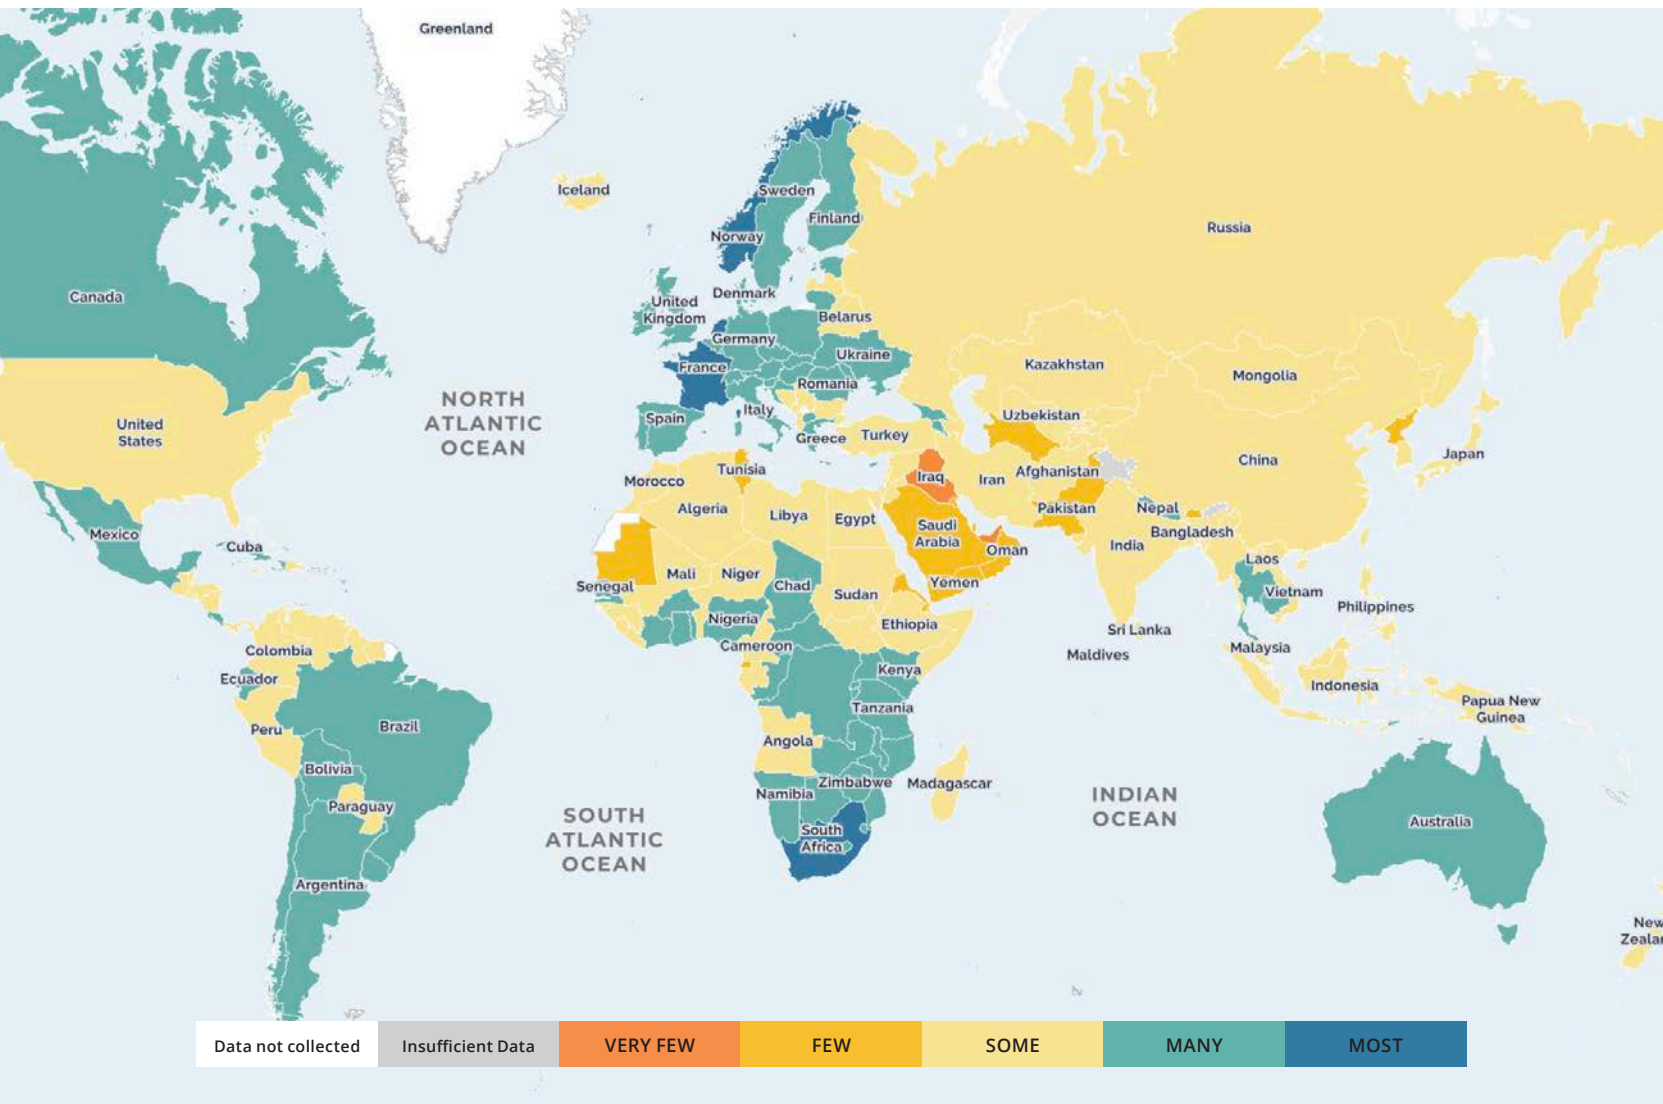 Greenland
Iceland
Sweden
Finland
Norway
Russia
Canada
United
Kingdom
Denmark
Belarus
Germany
Ukraine
France
Romania
Kazakhstan
Mongolia
NORTH
ATLANTIC
OCEAN
Spain
Italy
Greece
Turkey
Uzbekistan
United
States
China
Japan
Tunisia
Morocco
Iraq
Iran
Afghanistan
Algeria
Libya
Egypt
Saudi
Arabia
Pakistan
Nepal
Bangladesh
India
Mexico
Cuba
Oman
Laos
Mali
Niger
Chad
Senegal
Sudan
Yemen
Vietnam
Philippines
Nigeria
Ethiopia
Sri Lanka
Cameroon
Colombia
Maldives
Malaysia
Ecuador
Kenya
Indonesia
Tanzania
Papua New
Guinea
Peru
Brazil
Angola
Bolivia
Zimbabwe
Madagascar
Namibia
Paraguay
INDIAN
OCEAN
SOUTH
ATLANTIC
OCEAN
South
Africa
Australia
Argentina
New
Zealan
Data not collected
Insufficient Data
VERY FEW
FEW
SOME
MANY
MOST